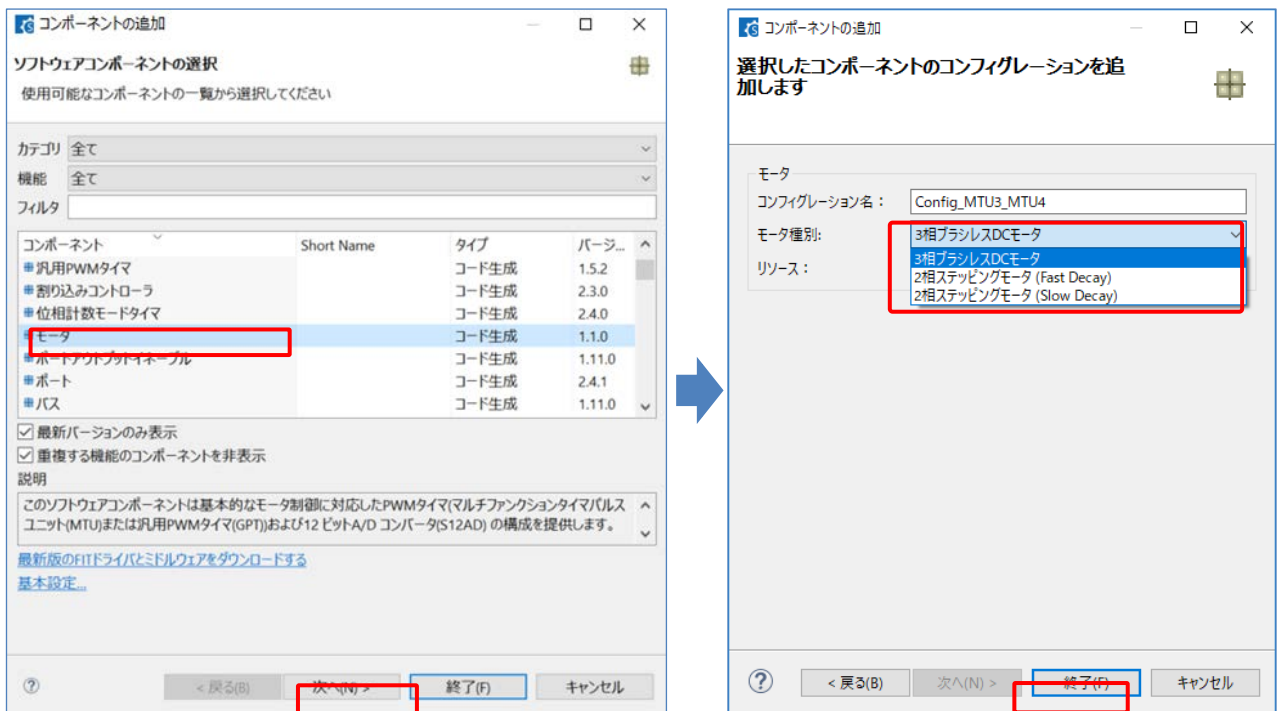 コンポーネントの追加
ソフトウェアコンポーネントの選択
使用可能なコンポーネントの一覧から選択してください
カテゴリ 全て
機能 全て
フィルタ
コンポーネント Short Name タイプ バージ...
汎用PWMタイマ コード生成 1.5.2
割り込みコントローラ コード生成 2.3.0
位相計数モードタイマ コード生成 2.4.0
モータ コード生成 1.1.0
ポートアウトプットイネーブル コード生成 1.11.0
ポート コード生成 2.4.1
バス コード生成 1.11.0
最新バージョンのみ表示
重複する機能のコンポーネントを非表示
説明
このソフトウェアコンポーネントは基本的なモータ制御に対応したPWMタイマ(マルチファンクションタイマパルス
ユニット(MTU)または汎用PWMタイマ(GPT))および12 ビットA/D コンバータ(S12AD) の構成を提供します。
最新版のFITドライバとミドルウェアをダウンロードする
基本設定...
< 戻る(B) 次へ(N) > 終了(F) キャンセル
コンポーネントの追加
選択したコンポーネントのコンフィグレーションを追
加します
モータ
コンフィグレーション名： Config_MTU3_MTU4
モータ種別: 3相ブラシレスDCモータ
リソース：
3相ブラシレスDCモータ
2相ステッピングモータ (Fast Decay)
2相ステッピングモータ (Slow Decay)
< 戻る(B) 次へ(N) > 終了(F) キャンセル